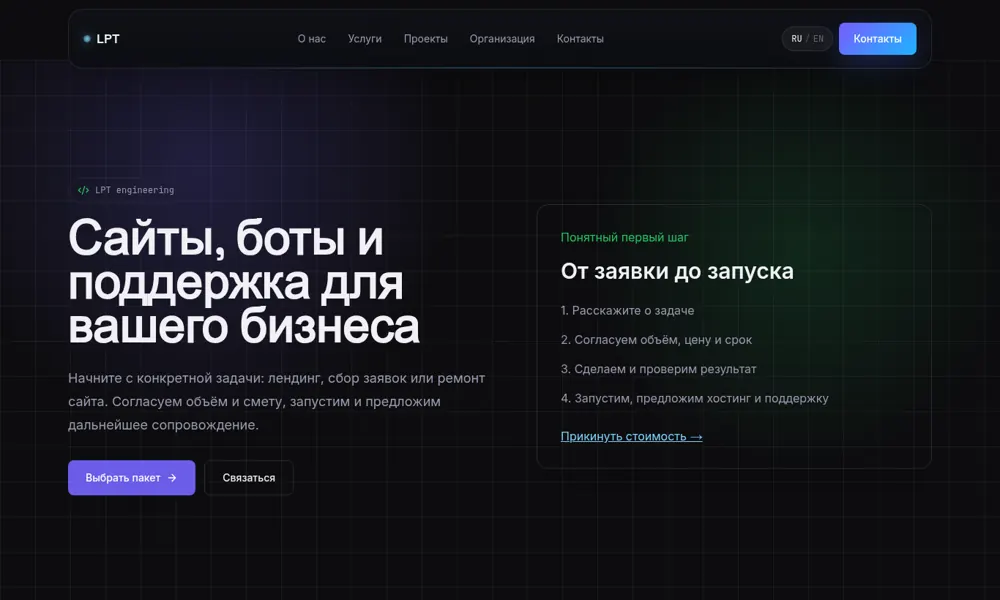 LPT
О нас
Услуги
Проекты
Организация
Контакты
RU / EN
Контакты
</> LPT engineering
Сайты, боты и
поддержка для
вашего бизнеса
Начните с конкретной задачи: лендинг, сбор заявок или ремонт
сайта. Согласуем объём и смету, запустим и предложим
дальнейшее сопровождение.
Выбрать пакет →
Связаться
Понятный первый шаг
От заявки до запуска
1. Расскажите о задаче
2. Согласуем объём, цену и срок
3. Сделаем и проверим результат
4. Запустим, предложим хостинг и поддержку
Прикинуть стоимость →